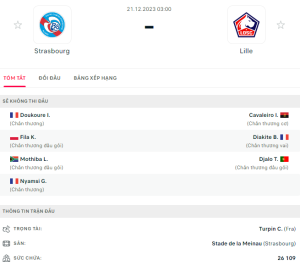 21.12.2023 03:00
Strasbourg
Lille
TÓM TẮT ĐỐI ĐẦU BẢNG XẾP HẠNG
SẼ KHÔNG THI ĐẤU
Doukoure I. Cavaleiro I.
(Chấn thương) (Chấn thương cơ)
Fila K. Diakite B.
(Chấn thương đầu gối) (Chấn thương vai)
Mothiba L. Djalo T.
(Chấn thương đầu gối) (Chấn thương đầu gối)
Nyamsi G.
(Chấn thương)
THÔNG TIN TRẬN ĐẤU
TRỌNG TÀI: Turpin C. (Fra)
SÂN: Stade de la Meinau (Strasbourg)
SỨC CHỨA: 26 109